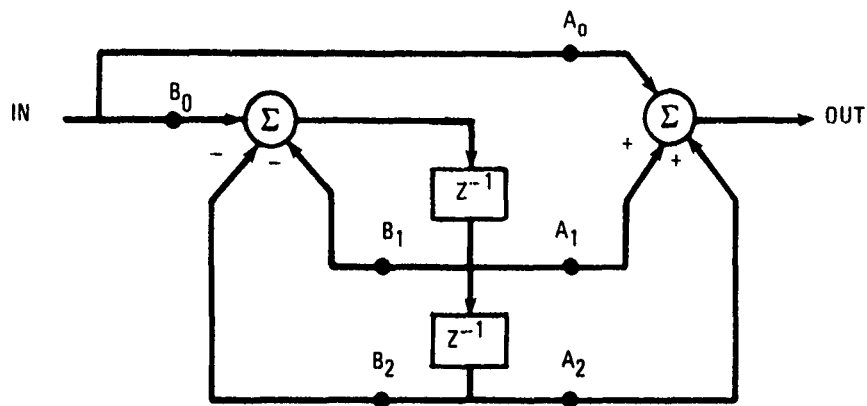 A₀
B₀
IN
Σ
Σ
OUT
−
−
+
+
Z⁻¹
B₁
A₁
Z⁻¹
B₂
A₂